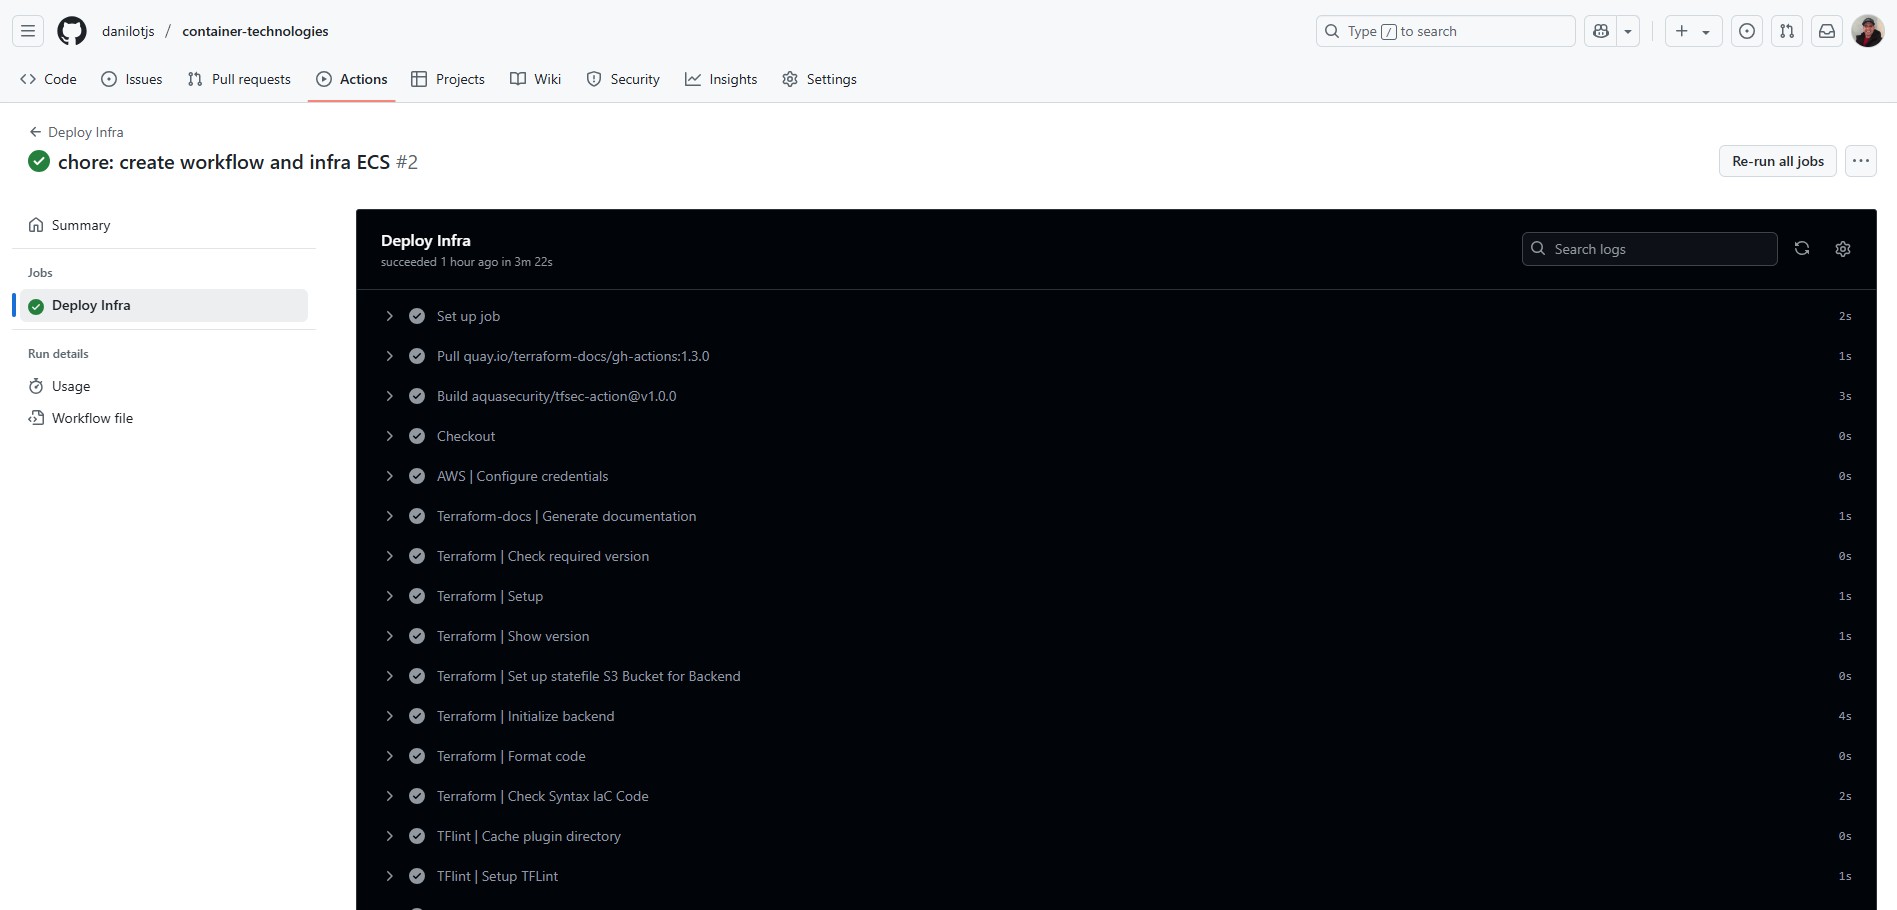 danilotjs / container-technologies
Type / to search
Code
Issues
Pull requests
Actions
Projects
Wiki
Security
Insights
Settings
Deploy Infra
chore: create workflow and infra ECS #2
Re-run all jobs
Summary
Jobs
Deploy Infra
Run details
Usage
Workflow file
Deploy Infra
succeeded 1 hour ago in 3m 22s
Search logs
Set up job 2s
Pull quay.io/terraform-docs/gh-actions:1.3.0 1s
Build aquasecurity/tfsec-action@v1.0.0 3s
Checkout 0s
AWS | Configure credentials 0s
Terraform-docs | Generate documentation 1s
Terraform | Check required version 0s
Terraform | Setup 1s
Terraform | Show version 1s
Terraform | Set up statefile S3 Bucket for Backend 0s
Terraform | Initialize backend 4s
Terraform | Format code 0s
Terraform | Check Syntax IaC Code 2s
TFlint | Cache plugin directory 0s
TFlint | Setup TFLint 1s